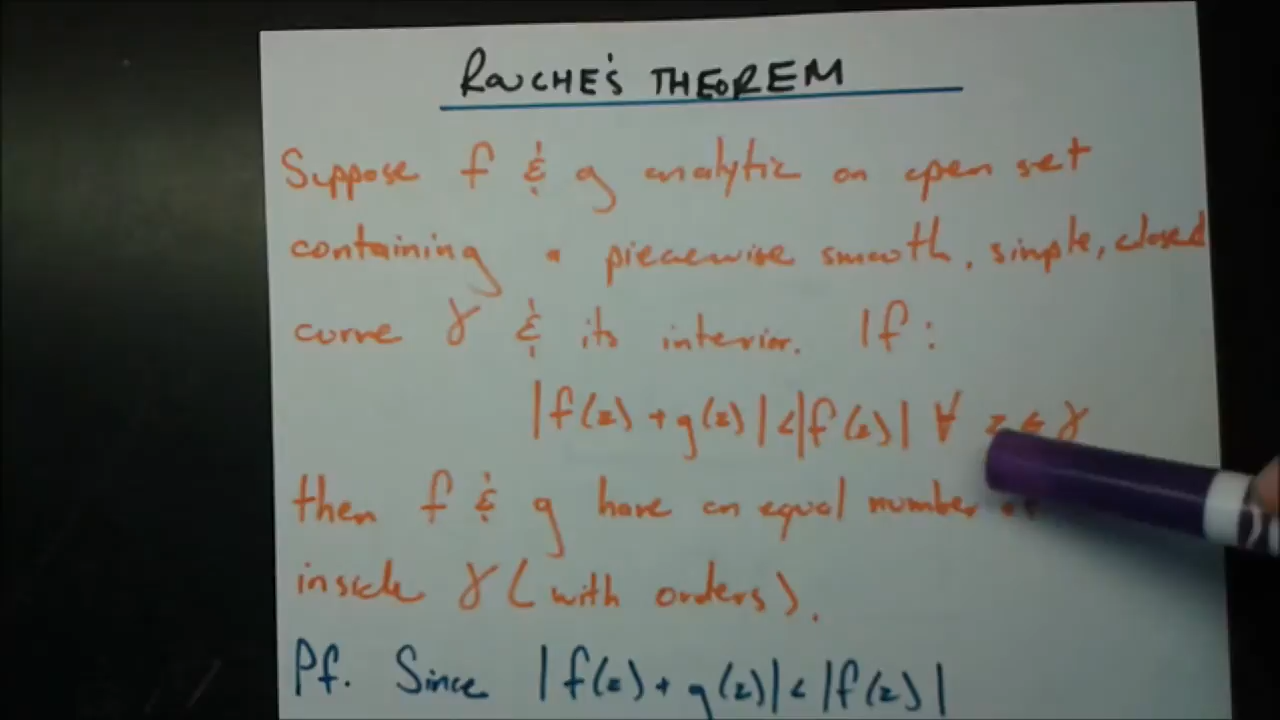 ROUCHE'S THEOREM
Suppose f & g analytic on open set
containing a piecewise smooth, simple, closed
curve γ & its interior. If:
|f(z) + g(z)| < |f(z)| ∀ z ∈ γ
then f & g have an equal number
inside γ (with orders).
Pf. Since |f(z) + g(z)| < |f(z)|